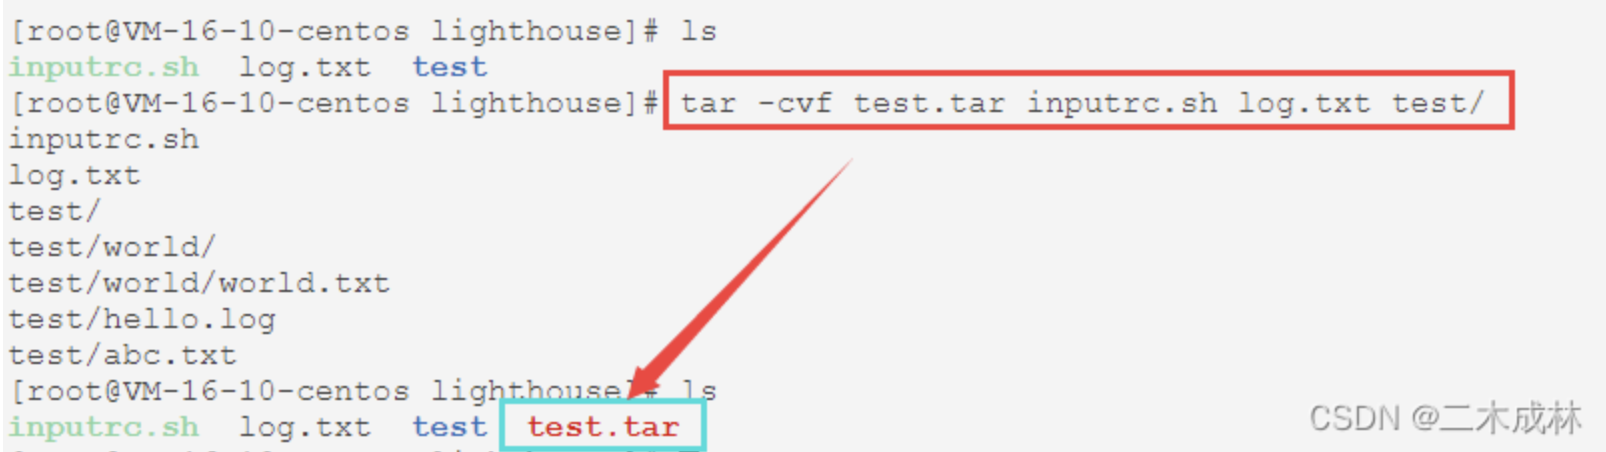 [root@VM-16-10-centos lighthouse]# ls
inputrc.sh log.txt test
[root@VM-16-10-centos lighthouse]# tar -cvf test.tar inputrc.sh log.txt test/
inputrc.sh
log.txt
test/
test/world/
test/world/world.txt
test/hello.log
test/abc.txt
[root@VM-16-10-centos lighthouse]# ls
inputrc.sh log.txt test test.tar
CSDN @二木成林